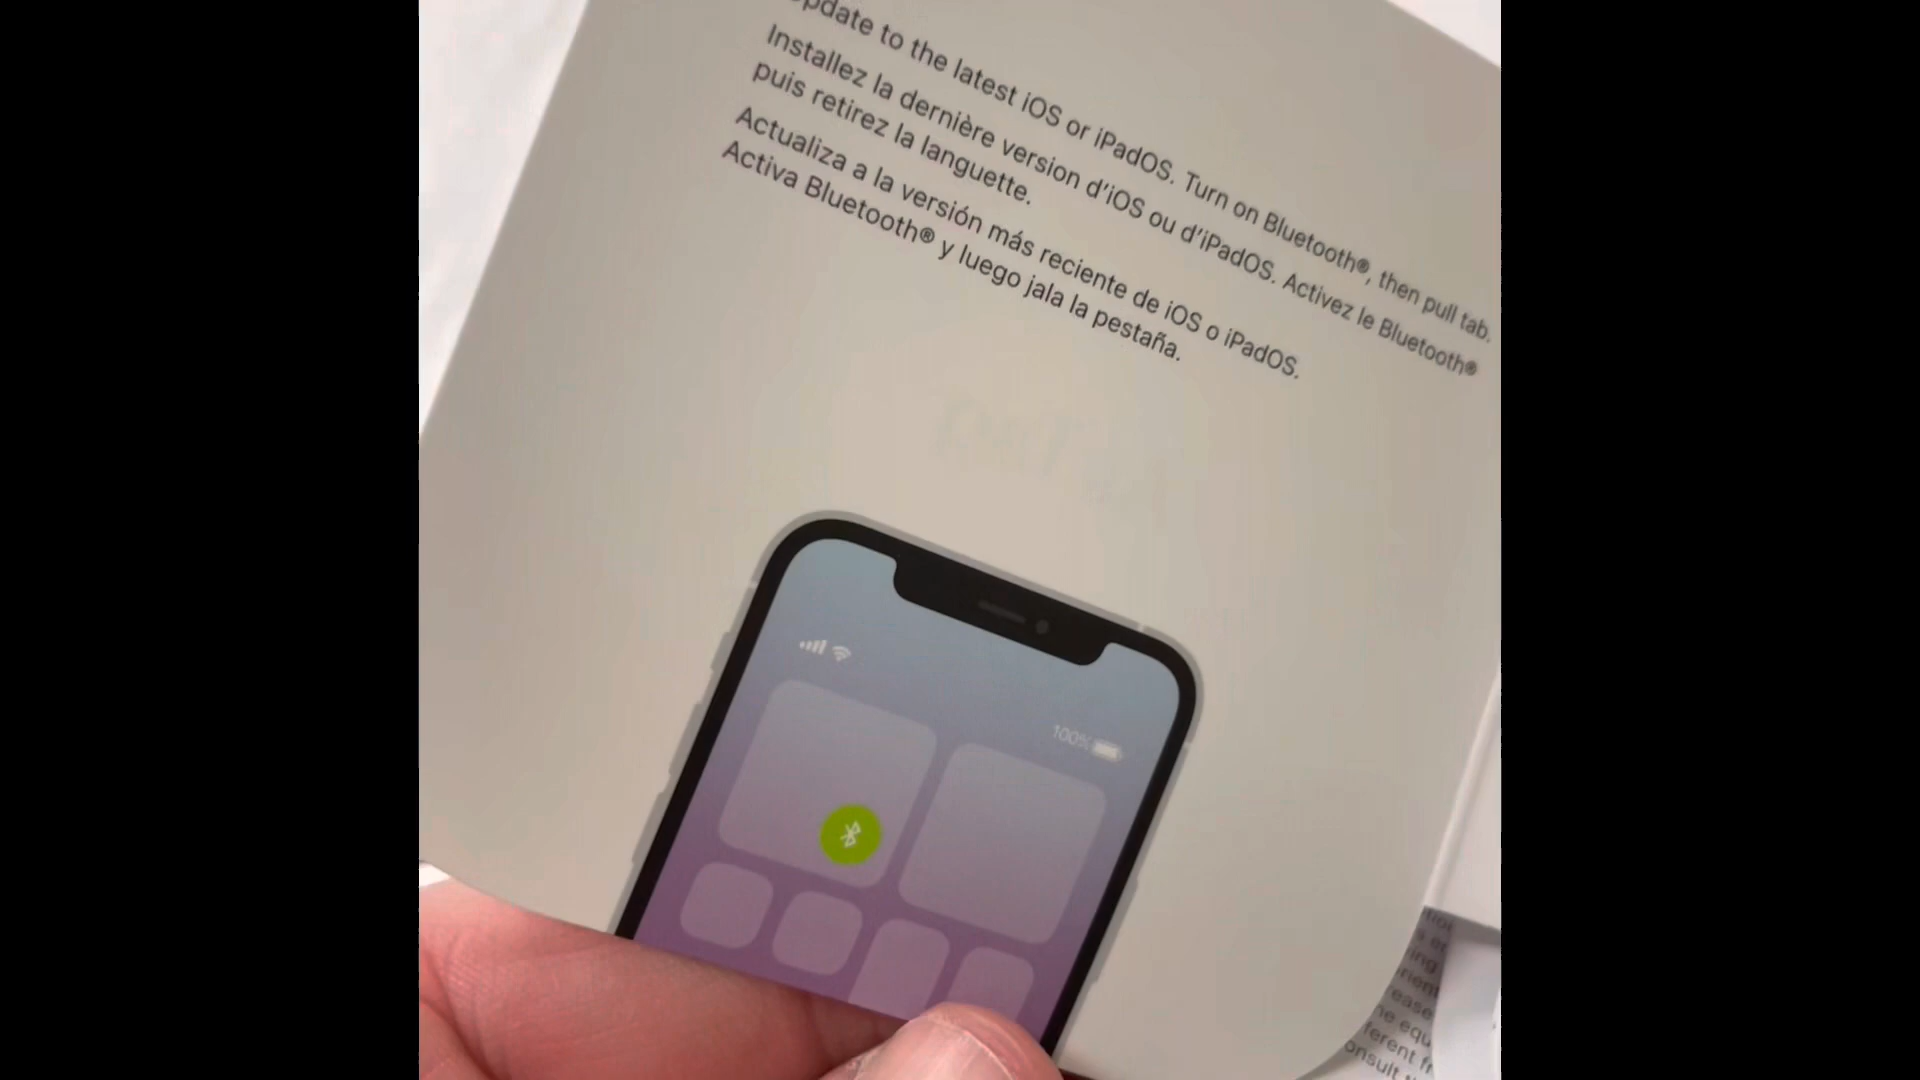 Update to the latest iOS or iPadOS. Turn on Bluetooth®, then pull tab.
Installez la dernière version d'iOS ou d'iPadOS. Activez le Bluetooth®
puis retirez la languette.
Actualiza a la versión más reciente de iOS o iPadOS.
Activa Bluetooth® y luego jala la pestaña.
100%